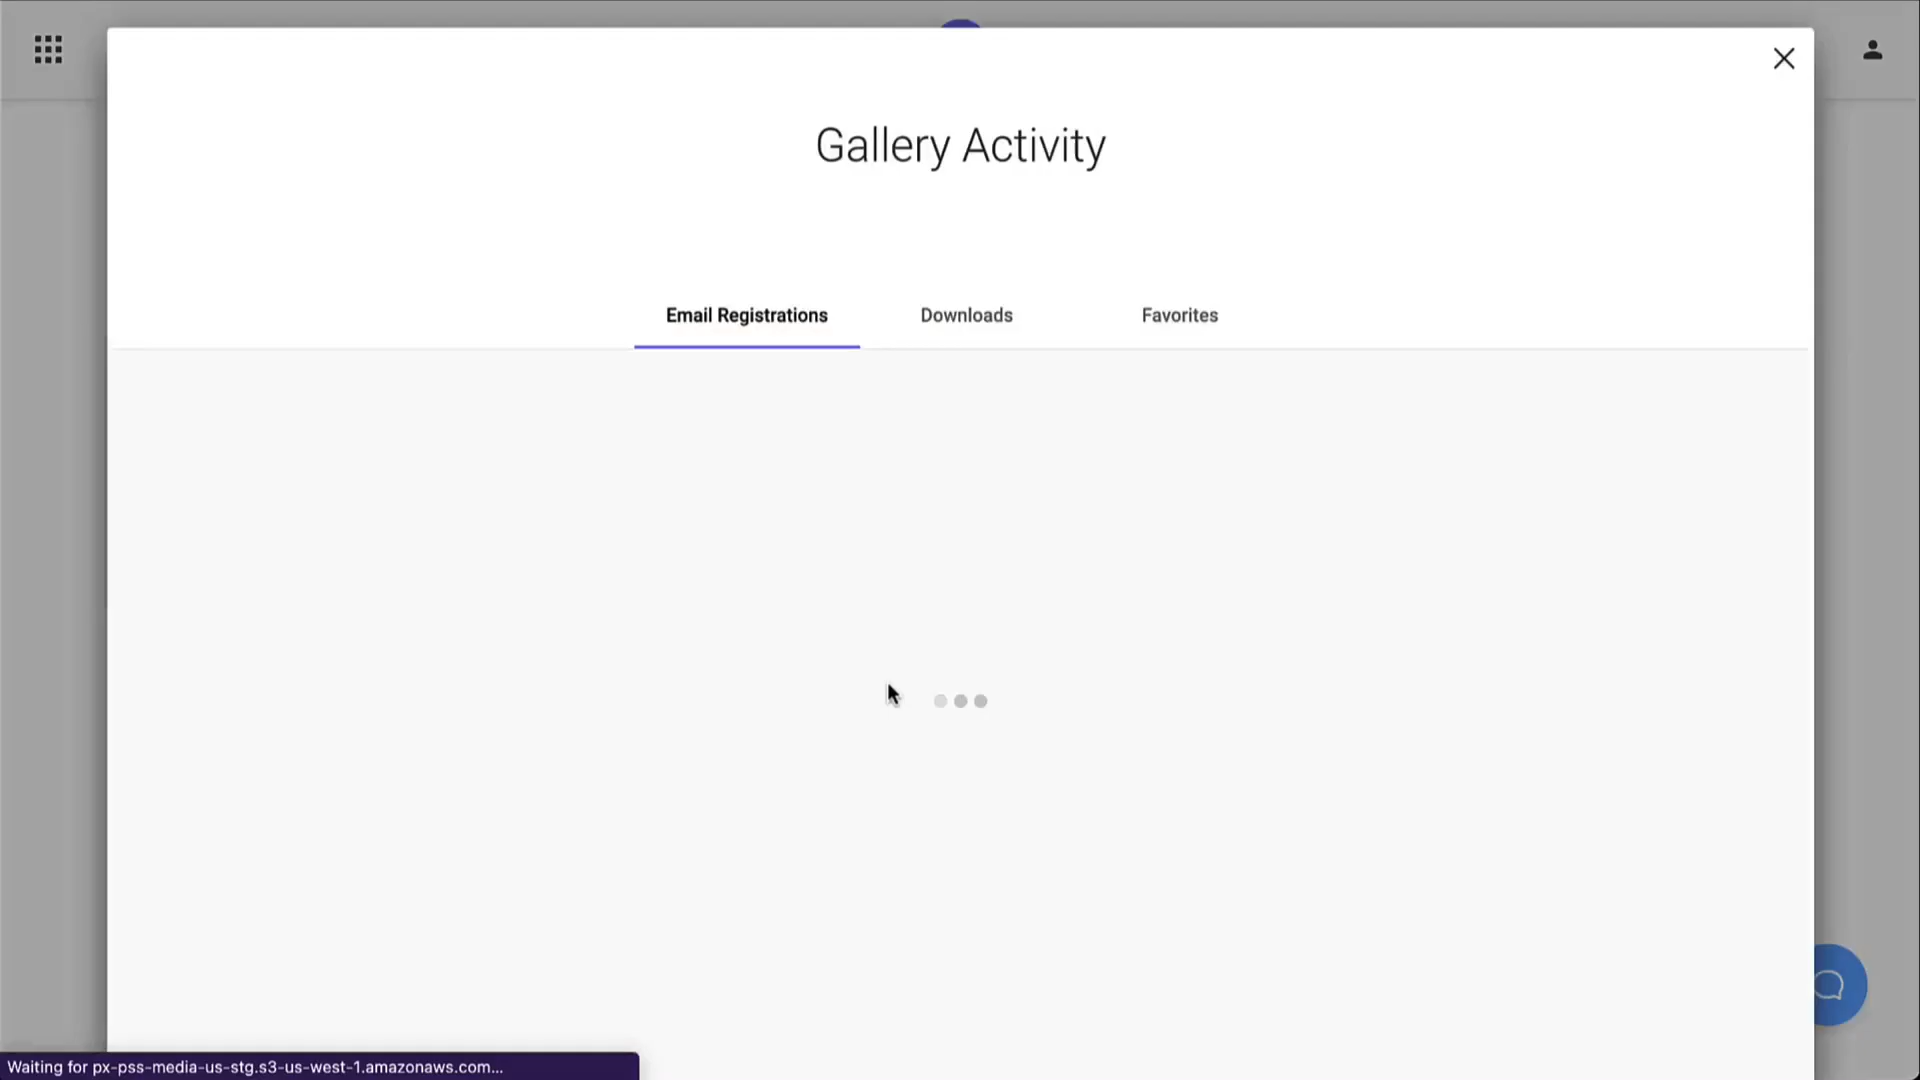 Gallery Activity
Email Registrations
Downloads
Favorites
Waiting for px-pss-media-us-stg.s3-us-west-1.amazonaws.com...